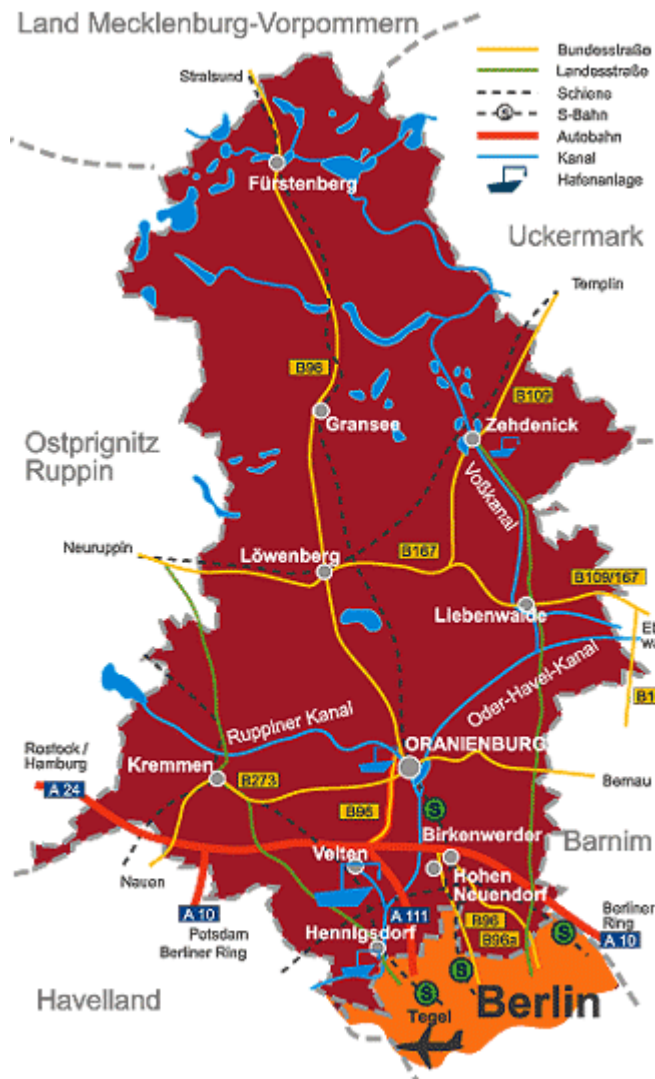 Land Mecklenburg-Vorpommern
Bundesstraße
Landesstraße
Schiene
S
S-Bahn
Autobahn
Kanal
Hafenanlage
Stralsund
Fürstenberg
Uckermark
Templin
B96
B109
Gransee
Zehdenick
Ostprignitz
Ruppin
Voßkanal
Neuruppin
Löwenberg
B167
B109/167
Liebenwalde
Oder-Havel-Kanal
Ruppiner Kanal
ORANIENBURG
Rostock /
Hamburg
A 24
Kremmen
B273
Bernau
B96
S
Birkenwerder
Barnim
Velten
Nauen
Hohen
Neuendorf
A 10
Potsdam
Berliner Ring
A 111
B96
B96a
Berliner
Ring
A 10
Hennigsdorf
S
S
S
Havelland
Berlin
Tegel